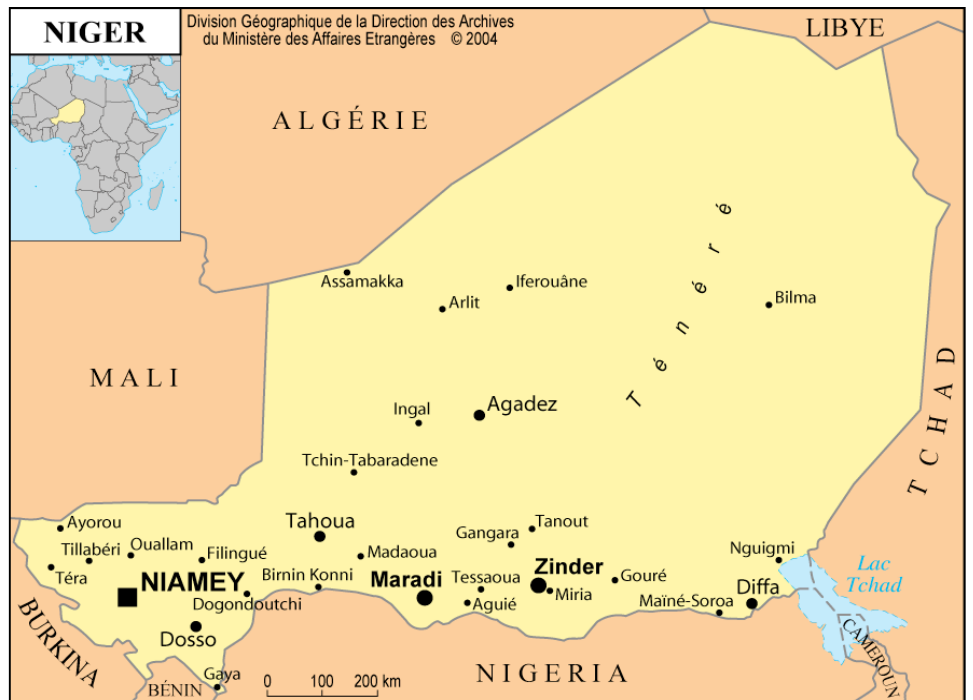 NIGER
Division Géographique de la Direction des Archives
du Ministère des Affaires Etrangères © 2004
LIBYE
ALGÉRIE
Ténéré
Assamakka
Iferouâne
Arlit
Bilma
MALI
TCHAD
Ingal
Agadez
Tchin-Tabaradene
Ayorou
Tahoua
Tanout
Gangara
Tillabéri
Ouallam
Filingué
Madaoua
Nguigmi
Lac
Tchad
Téra
NIAMEY
Birnin Konni
Maradi
Tessaoua
Zinder
Gouré
Miria
Diffa
Dogondoutchi
Aguié
Maïné-Soroa
Dosso
BURKINA
CAMEROUN
Gaya
NIGERIA
BÉNIN
0 100 200 km